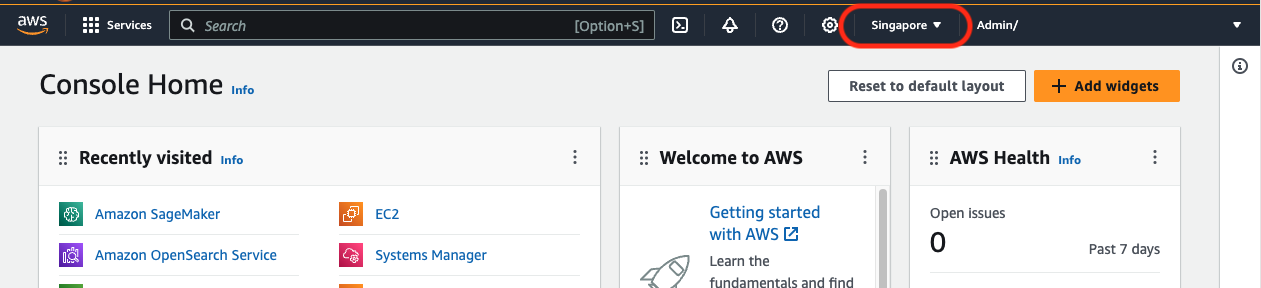 aws Services Search [Option+S] Singapore Admin/
Console Home Info Reset to default layout Add widgets
Recently visited Info
Amazon SageMaker EC2
Amazon OpenSearch Service Systems Manager
Welcome to AWS
Getting started
with AWS
Learn the
fundamentals and find
AWS Health Info
Open issues
0 Past 7 days